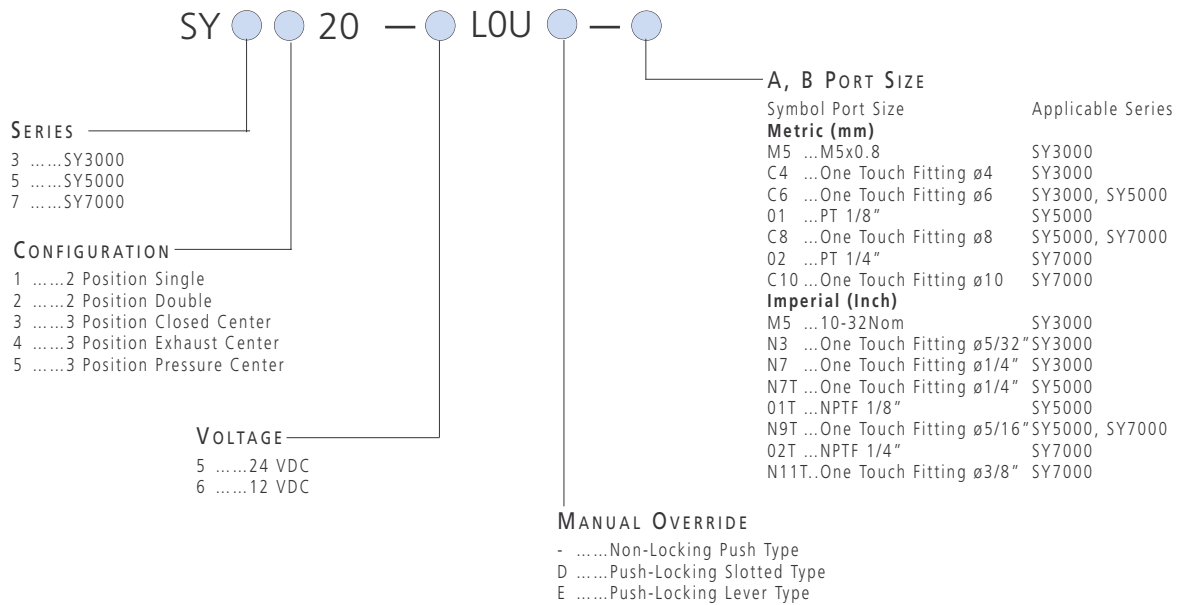 SY 20 — L0U —
A, B PORT SIZE
Symbol Port Size Applicable Series
Metric (mm)
M5 ...M5x0.8 SY3000
C4 ...One Touch Fitting ø4 SY3000
C6 ...One Touch Fitting ø6 SY3000, SY5000
01 ...PT 1/8” SY5000
C8 ...One Touch Fitting ø8 SY5000, SY7000
02 ...PT 1/4” SY7000
C10 ...One Touch Fitting ø10 SY7000
Imperial (Inch)
M5 ...10-32Nom SY3000
N3 ...One Touch Fitting ø5/32” SY3000
N7 ...One Touch Fitting ø1/4” SY3000
N7T ...One Touch Fitting ø1/4” SY5000
01T ...NPTF 1/8” SY5000
N9T ...One Touch Fitting ø5/16” SY5000, SY7000
02T ...NPTF 1/4” SY7000
N11T..One Touch Fitting ø3/8” SY7000
SERIES
3 ......SY3000
5 ......SY5000
7 ......SY7000
CONFIGURATION
1 ......2 Position Single
2 ......2 Position Double
3 ......3 Position Closed Center
4 ......3 Position Exhaust Center
5 ......3 Position Pressure Center
VOLTAGE
5 ......24 VDC
6 ......12 VDC
MANUAL OVERRIDE
- ......Non-Locking Push Type
D ......Push-Locking Slotted Type
E ......Push-Locking Lever Type